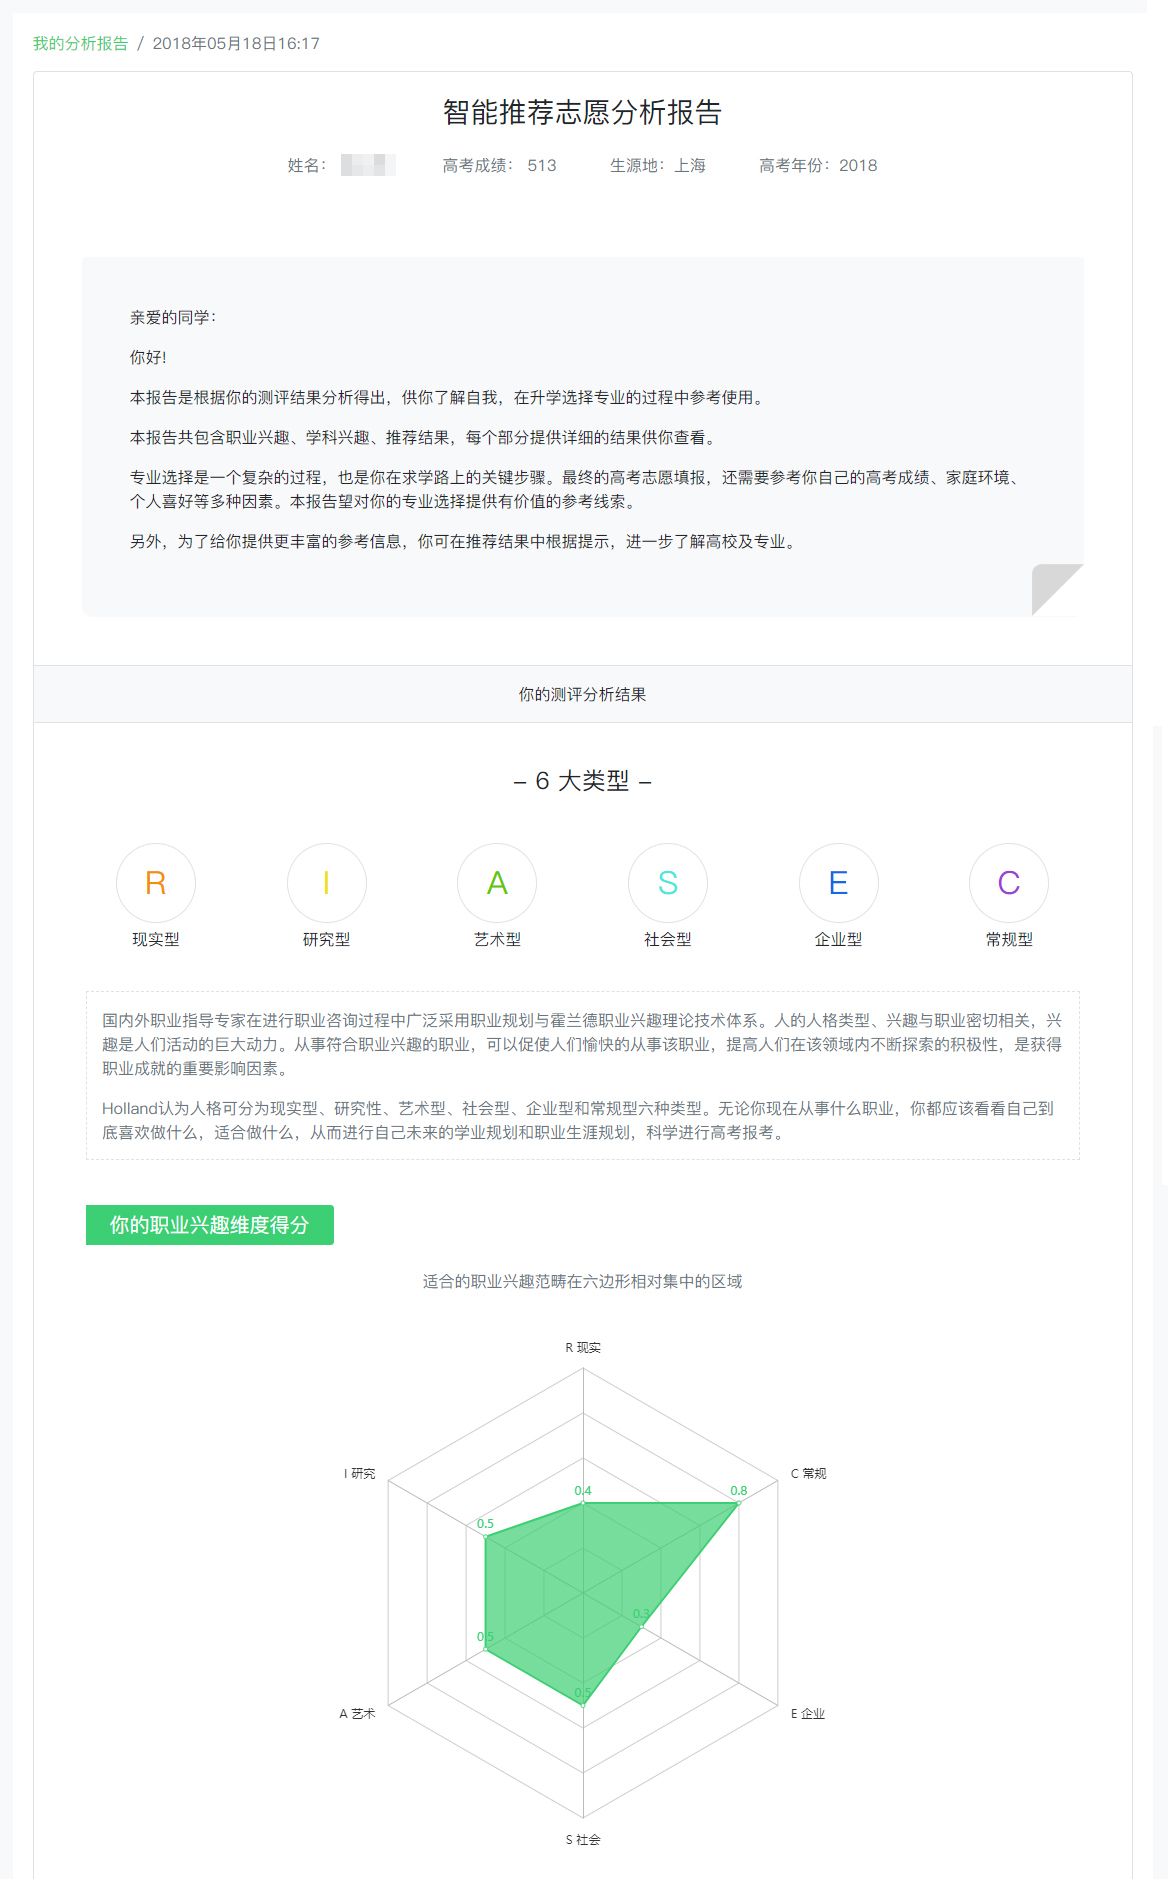 我的分析报告 / 2018年05月18日16:17
智能推荐志愿分析报告
姓名： 高考成绩： 513 生源地：上海 高考年份：2018
亲爱的同学：
你好!
本报告是根据你的测评结果分析得出，供你了解自我，在升学选择专业的过程中参考使用。
本报告共包含职业兴趣、学科兴趣、推荐结果，每个部分提供详细的结果供你查看。
专业选择是一个复杂的过程，也是你在求学路上的关键步骤。最终的高考志愿填报，还需要参考你自己的高考成绩、家庭环境、
个人喜好等多种因素。本报告望对你的专业选择提供有价值的参考线索。
另外，为了给你提供更丰富的参考信息，你可在推荐结果中根据提示，进一步了解高校及专业。
你的测评分析结果
– 6 大类型 –
R I A S E C
现实型 研究型 艺术型 社会型 企业型 常规型
国内外职业指导专家在进行职业咨询过程中广泛采用职业规划与霍兰德职业兴趣理论技术体系。人的人格类型、兴趣与职业密切相关，兴
趣是人们活动的巨大动力。从事符合职业兴趣的职业，可以促使人们愉快的从事该职业，提高人们在该领域内不断探索的积极性，是获得
职业成就的重要影响因素。
Holland认为人格可分为现实型、研究性、艺术型、社会型、企业型和常规型六种类型。无论你现在从事什么职业，你都应该看看自己到
底喜欢做什么，适合做什么，从而进行自己未来的学业规划和职业生涯规划，科学进行高考报考。
你的职业兴趣维度得分
适合的职业兴趣范畴在六边形相对集中的区域
R 现实
I 研究 C 常规
0.4 0.8
0.5
0.3
0.5
0.5
A 艺术 E 企业
S 社会